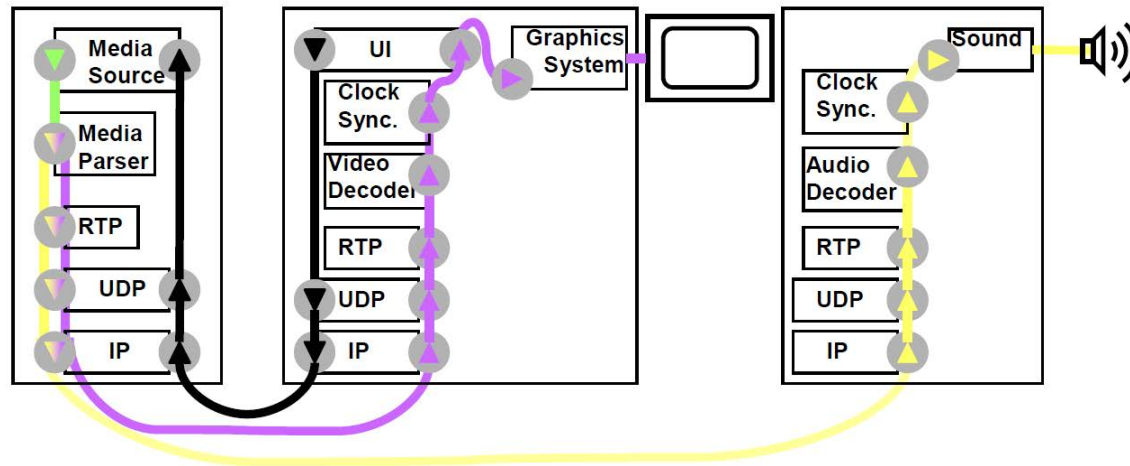 Media
Source
Media
Parser
RTP
UDP
IP
UI
Clock
Sync.
Video
Decoder
RTP
UDP
IP
Graphics
System
Sound
Clock
Sync.
Audio
Decoder
RTP
UDP
IP